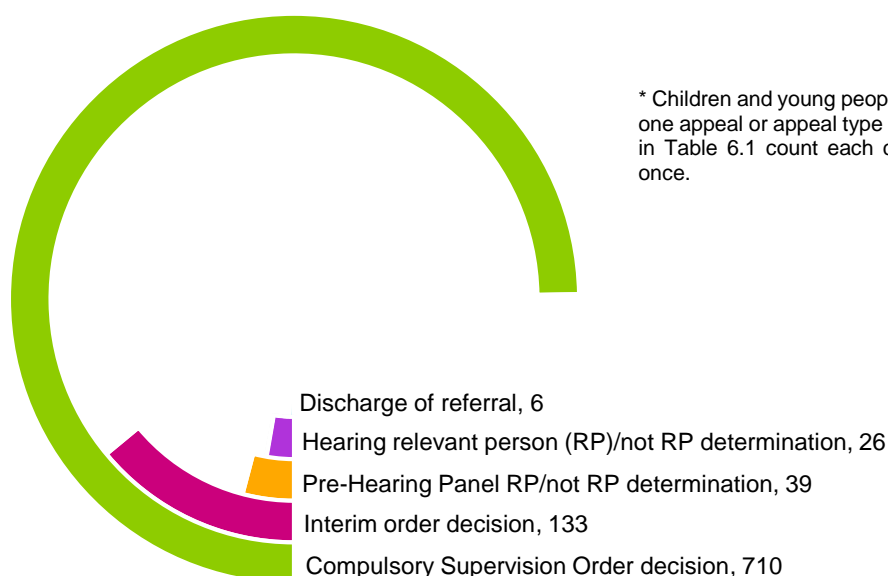 * Children and young peop
one appeal or appeal type
in Table 6.1 count each
once.
Discharge of referral, 6
Hearing relevant person (RP)/not RP determination, 26
Pre-Hearing Panel RP/not RP determination, 39
Interim order decision, 133
Compulsory Supervision Order decision, 710